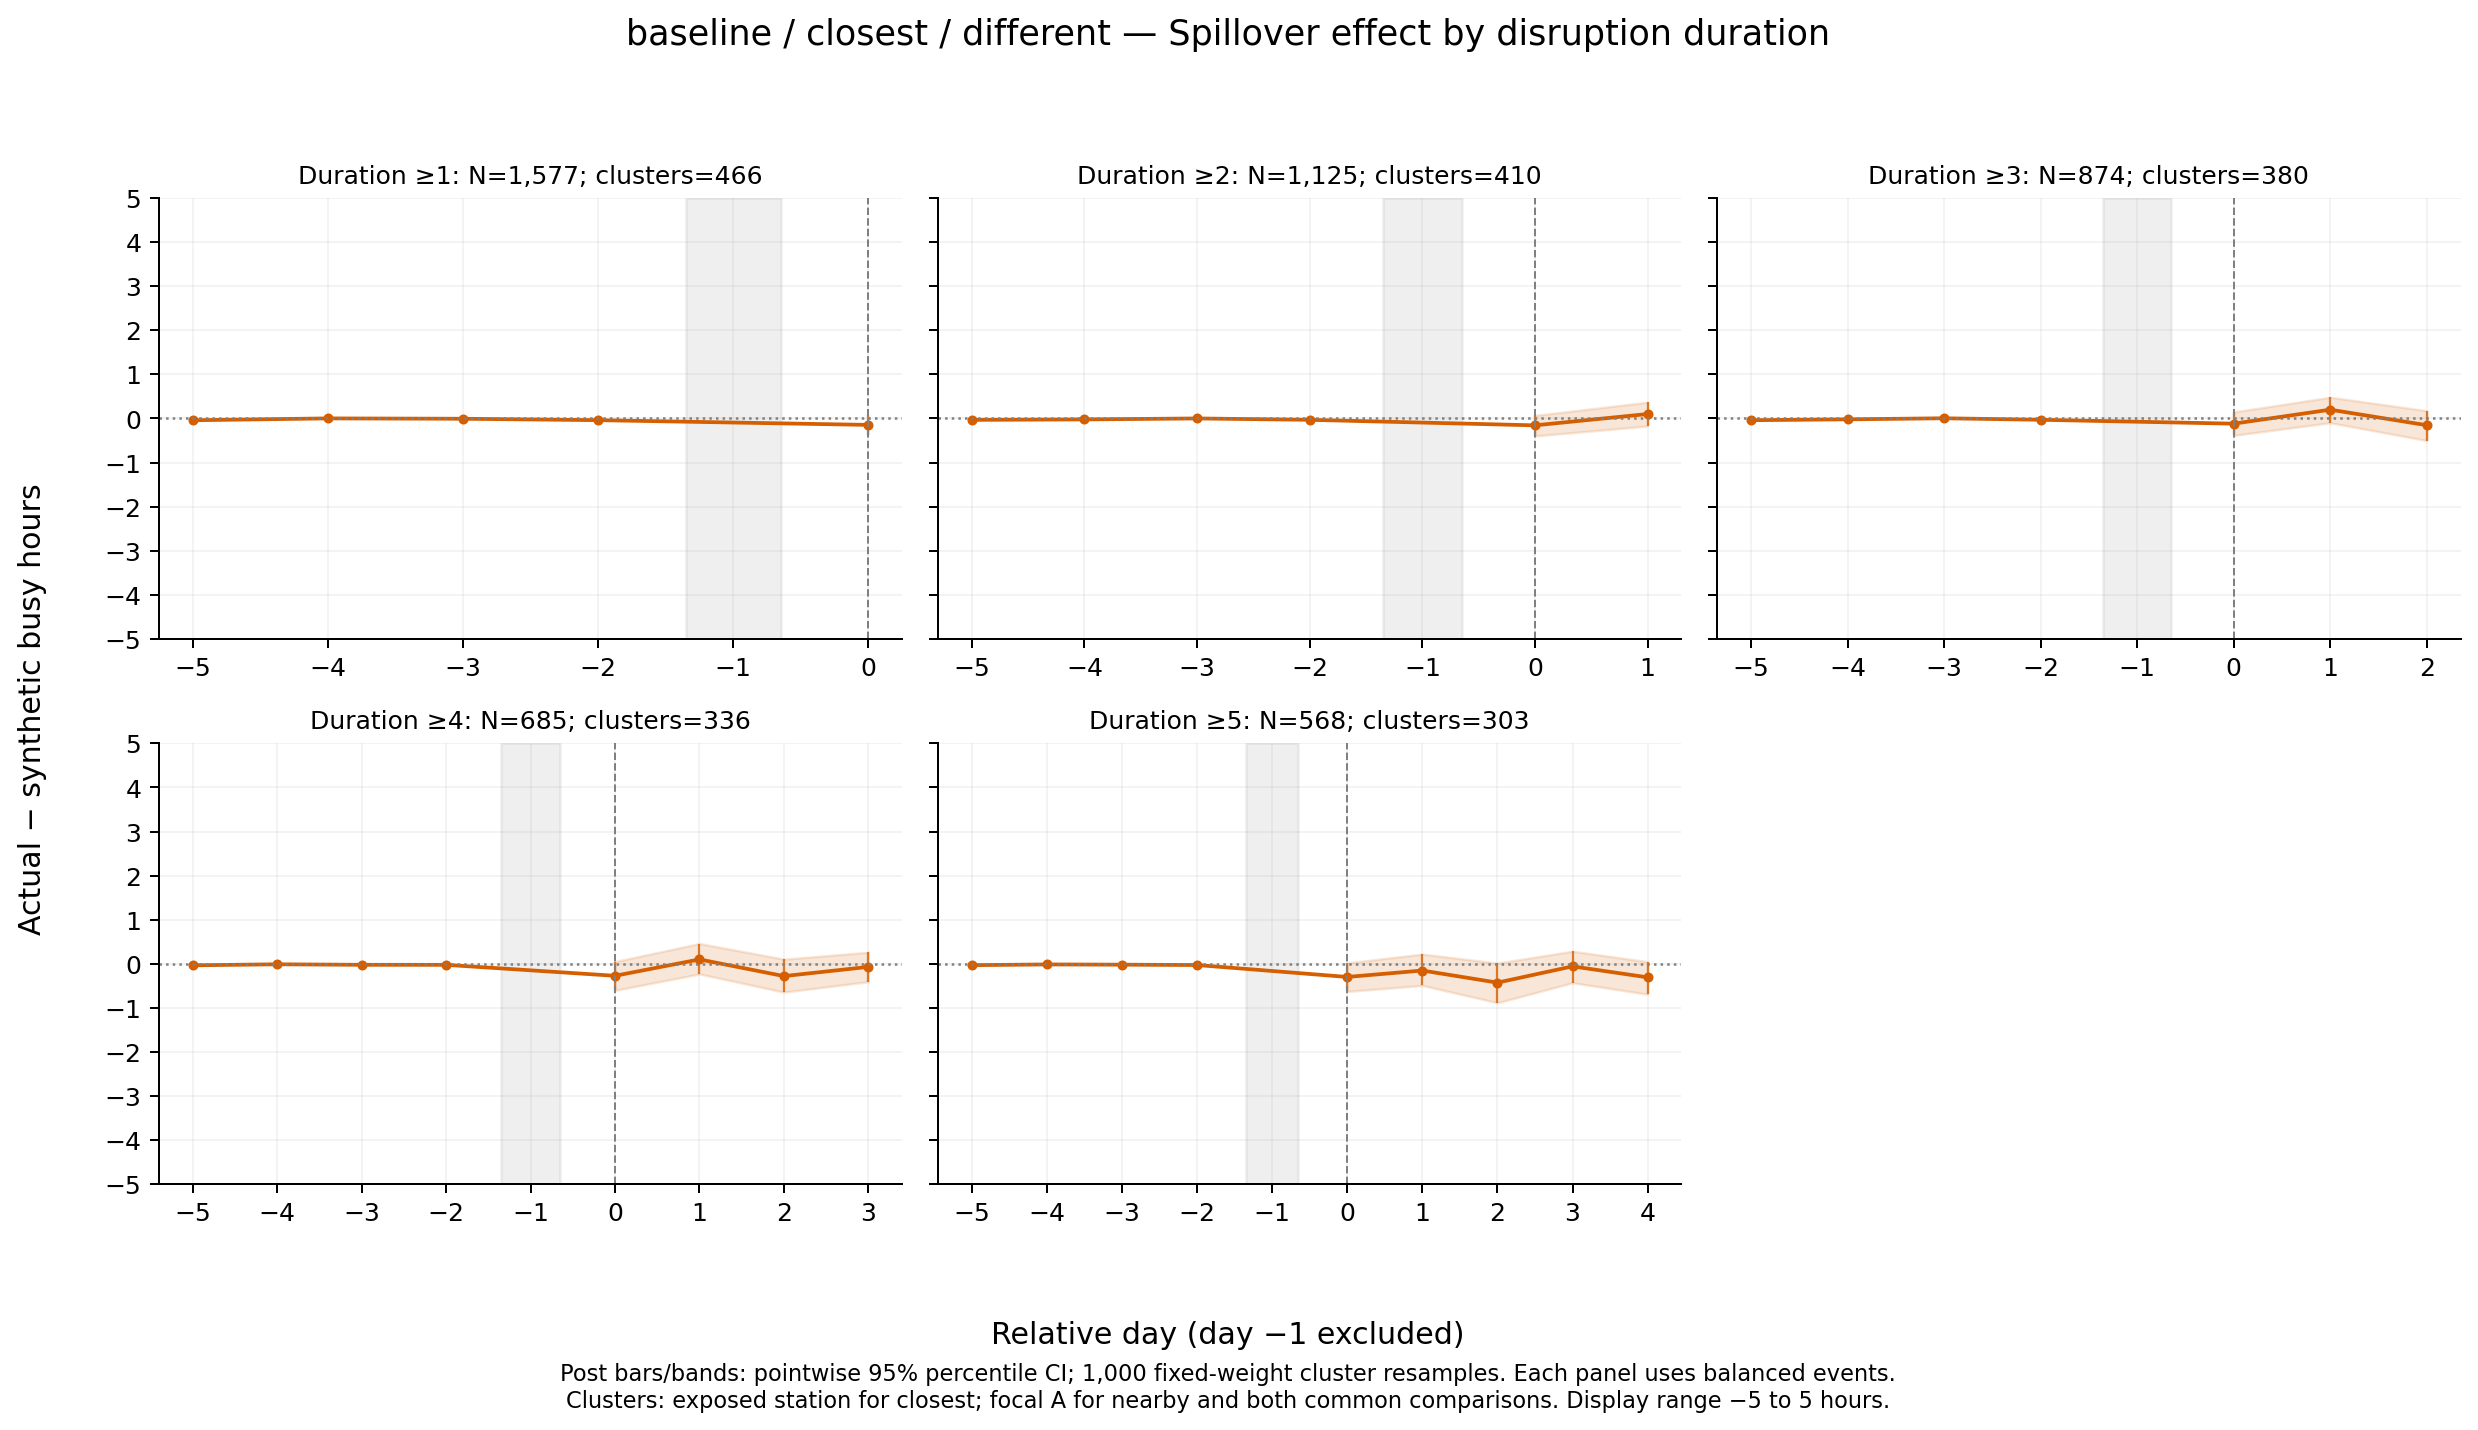 baseline / closest / different — Spillover effect by disruption duration
Duration ≥1: N=1,577; clusters=466
Duration ≥2: N=1,125; clusters=410
Duration ≥3: N=874; clusters=380
5
4
3
2
1
0
−1
−2
−3
−4
−5
−5 −4 −3 −2 −1 0
−5 −4 −3 −2 −1 0 1
−5 −4 −3 −2 −1 0 1 2
Actual − synthetic busy hours
Duration ≥4: N=685; clusters=336
Duration ≥5: N=568; clusters=303
5
4
3
2
1
0
−1
−2
−3
−4
−5
−5 −4 −3 −2 −1 0 1 2 3
−5 −4 −3 −2 −1 0 1 2 3 4
Relative day (day −1 excluded)
Post bars/bands: pointwise 95% percentile CI; 1,000 fixed-weight cluster resamples. Each panel uses balanced events.
Clusters: exposed station for closest; focal A for nearby and both common comparisons. Display range −5 to 5 hours.